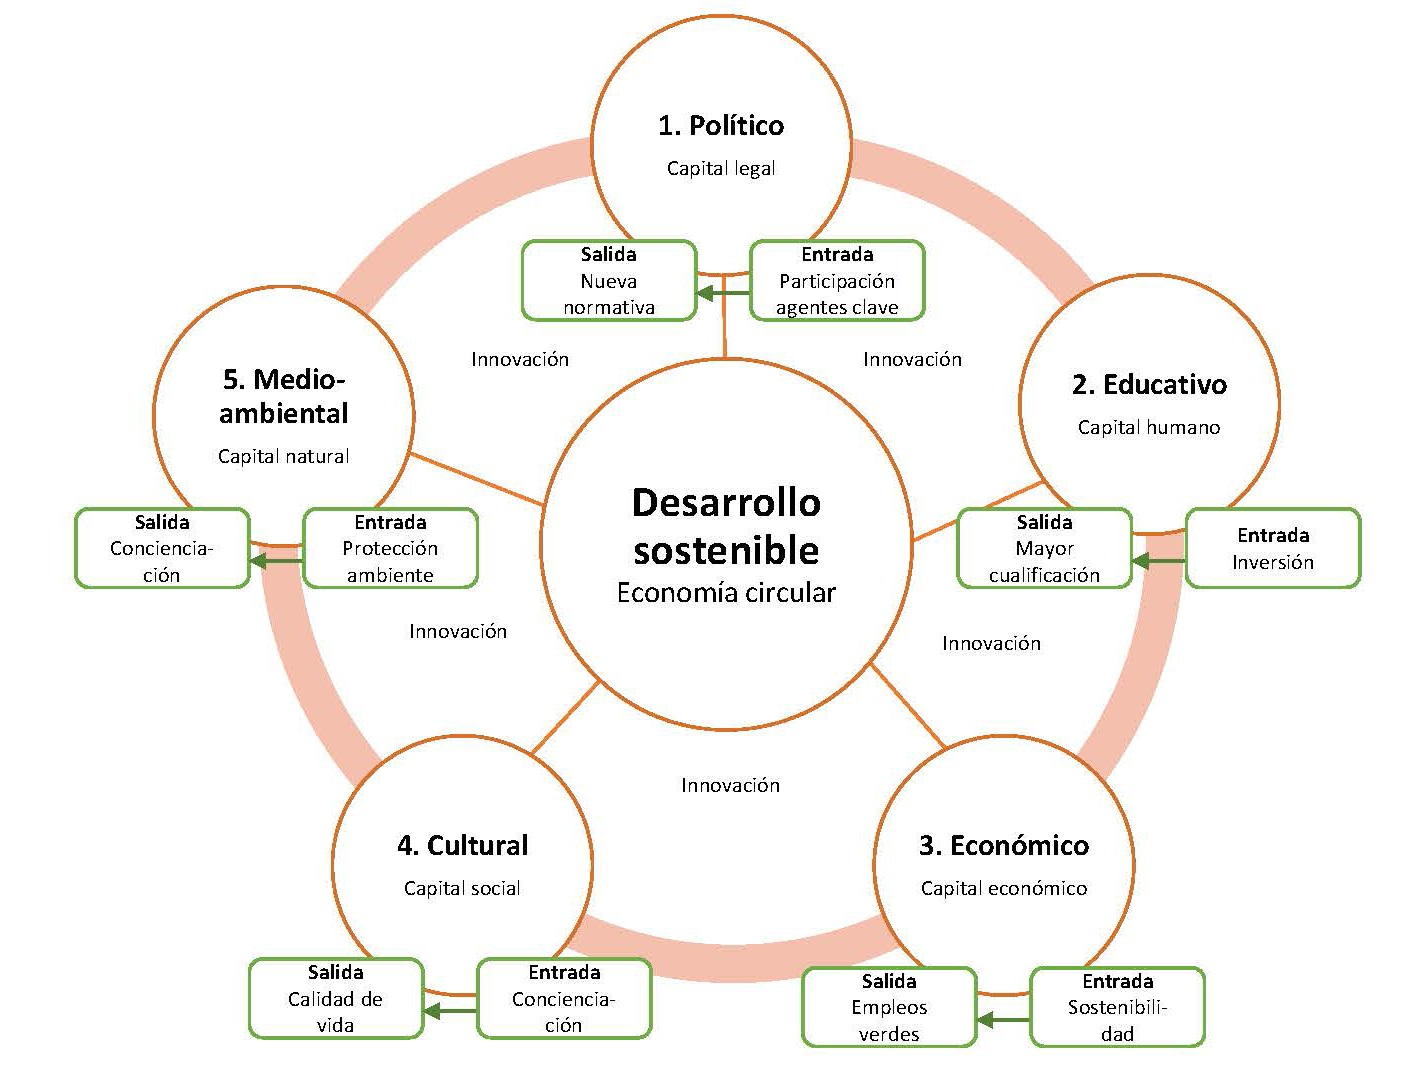 1. Político
Capital legal
Salida
Nueva
normativa
Entrada
Participación
agentes clave
Innovación
Innovación
5. Medio-
ambiental
Capital natural
2. Educativo
Capital humano
Desarrollo
sostenible
Economía circular
Salida
Conciencia-
ción
Entrada
Protección
ambiente
Salida
Mayor
cualificación
Entrada
Inversión
Innovación
Innovación
Innovación
4. Cultural
Capital social
3. Económico
Capital económico
Salida
Calidad de
vida
Entrada
Conciencia-
ción
Salida
Empleos
verdes
Entrada
Sostenibili-
dad